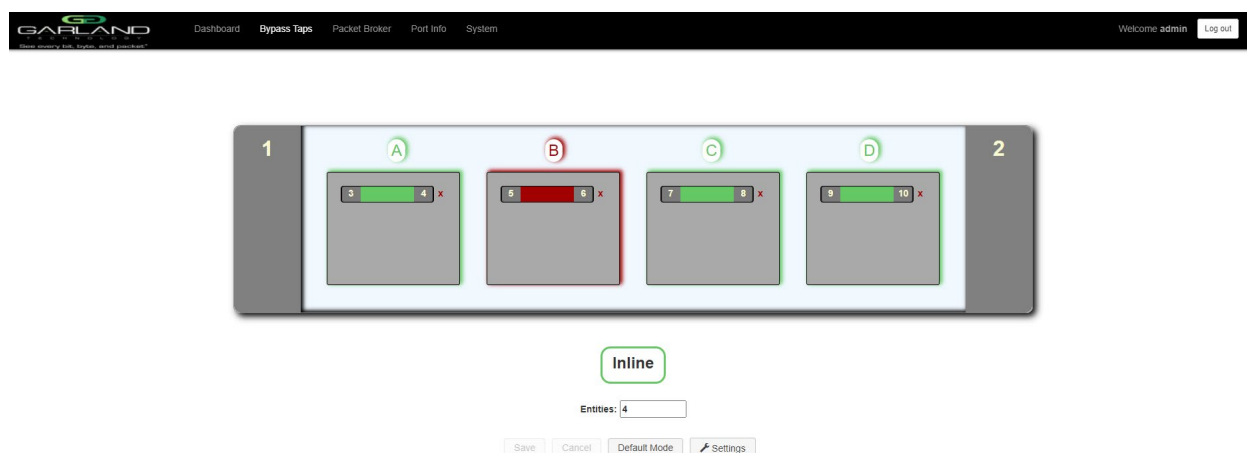 GARLAND
TECHNOLOGY
See every bit, byte, and packet®
Dashboard Bypass Taps Packet Broker Port Info System
Welcome admin Log out
1 A B C D 2
3 4 x 5 6 x 7 8 x 9 10 x
Inline
Entities: 4
Save Cancel Default Mode Settings